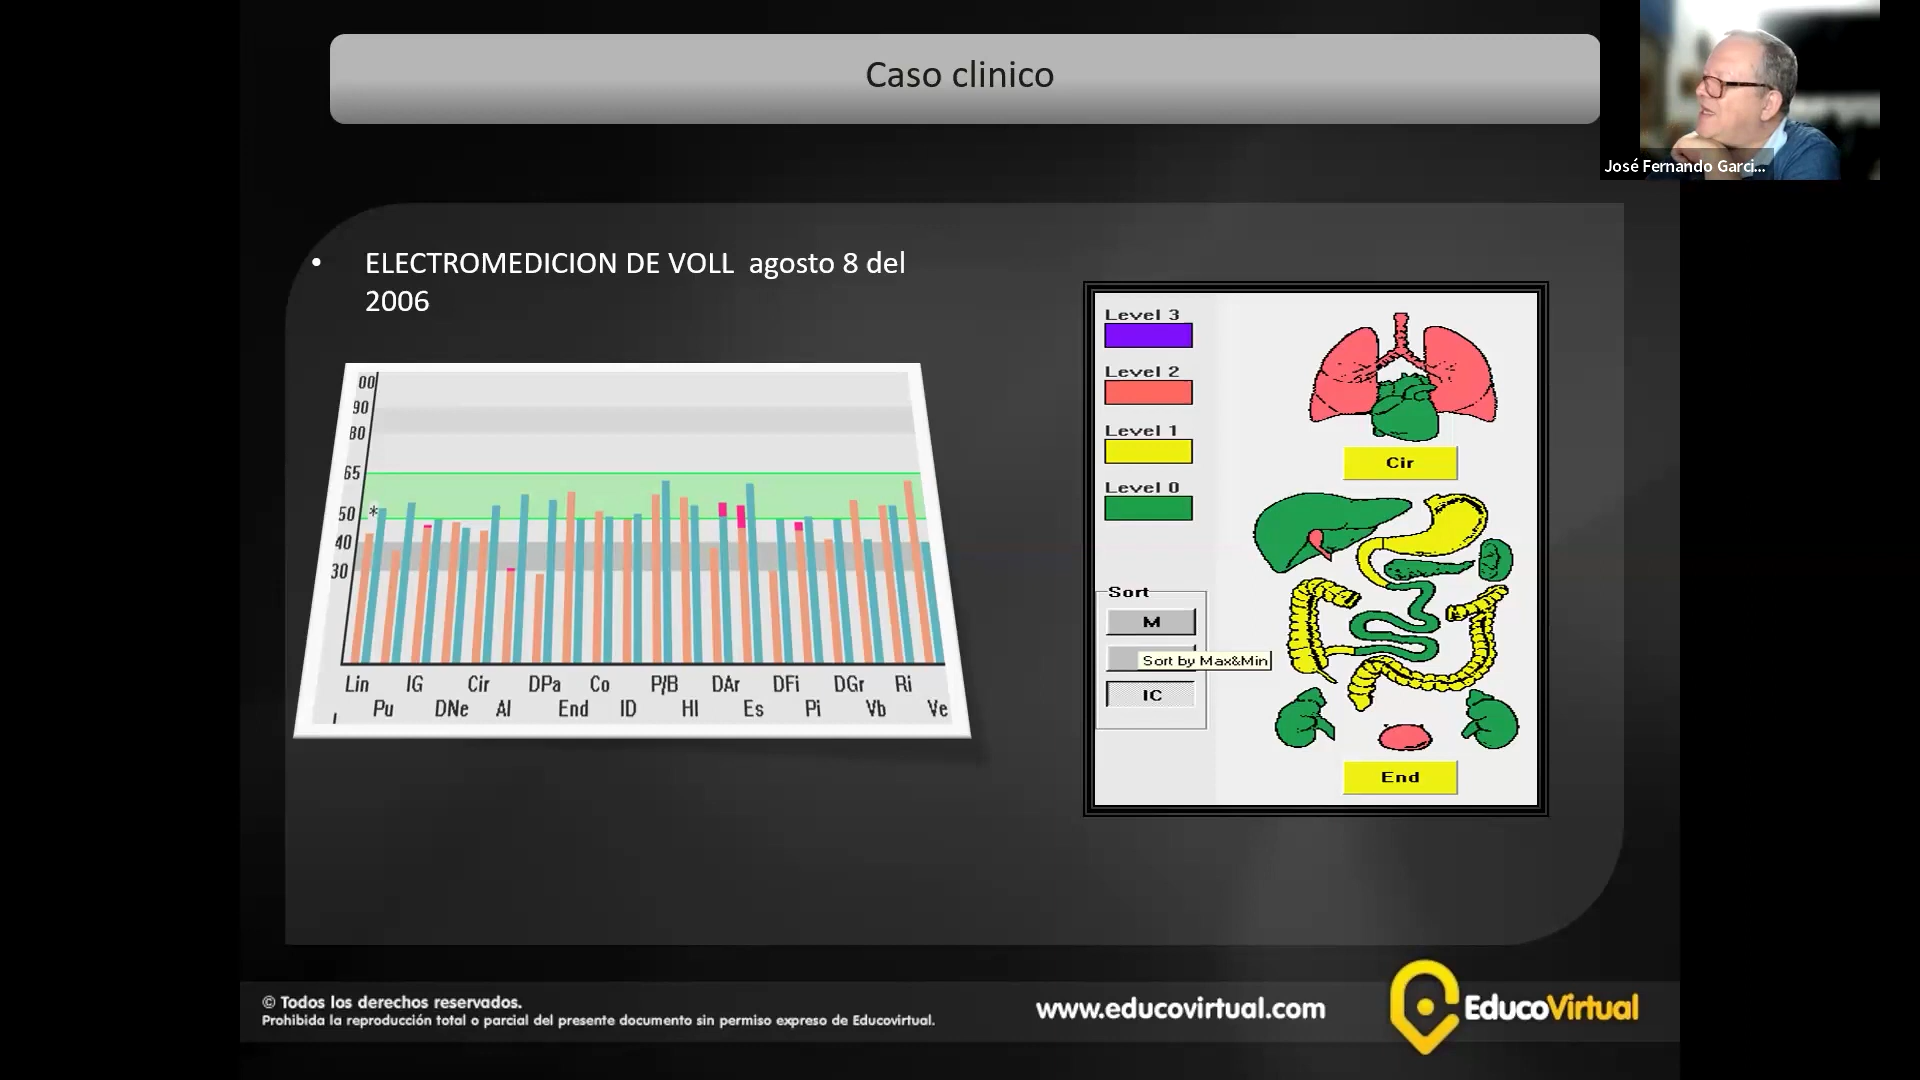 Caso clinico
José Fernando Garci...
• ELECTROMEDICION DE VOLL agosto 8 del
2006
00
90
80
65
50 *
40
30
Lin IG Cir DPa Co P/B DAr DFi DGr Ri
Pu DNe Al End ID HI Es Pi Vb Ve
Level 3
Level 2
Level 1
Level 0
Sort
M
Sort by Max&Min
IC
Cir
End
© Todos los derechos reservados.
Prohibida la reproducción total o parcial del presente documento sin permiso expreso de Educovirtual.
www.educovirtual.com
EducoVirtual